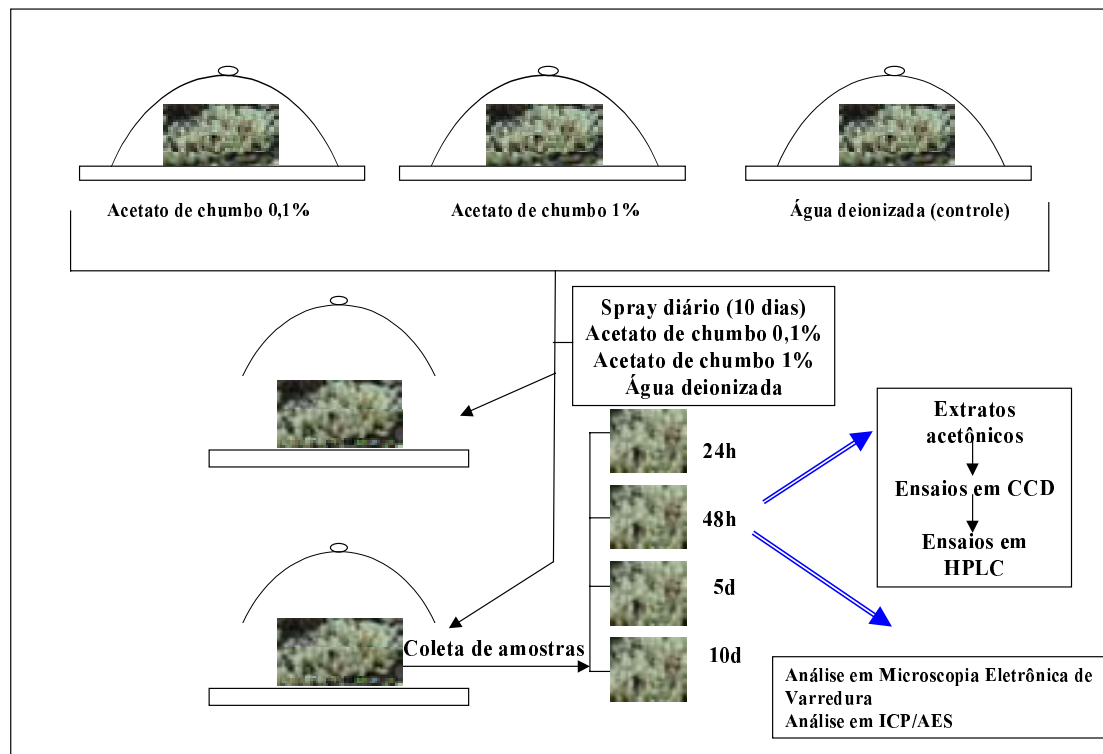 Acetato de chumbo 0,1%
Acetato de chumbo 1%
Água deionizada (controle)
Spray diário (10 dias)
Acetato de chumbo 0,1%
Acetato de chumbo 1%
Água deionizada
24h
48h
5d
10d
Coleta de amostras
Extratos
acetônicos
Ensaios em CCD
Ensaios em
HPLC
Análise em Microscopia Eletrônica de
Varredura
Análise em ICP/AES